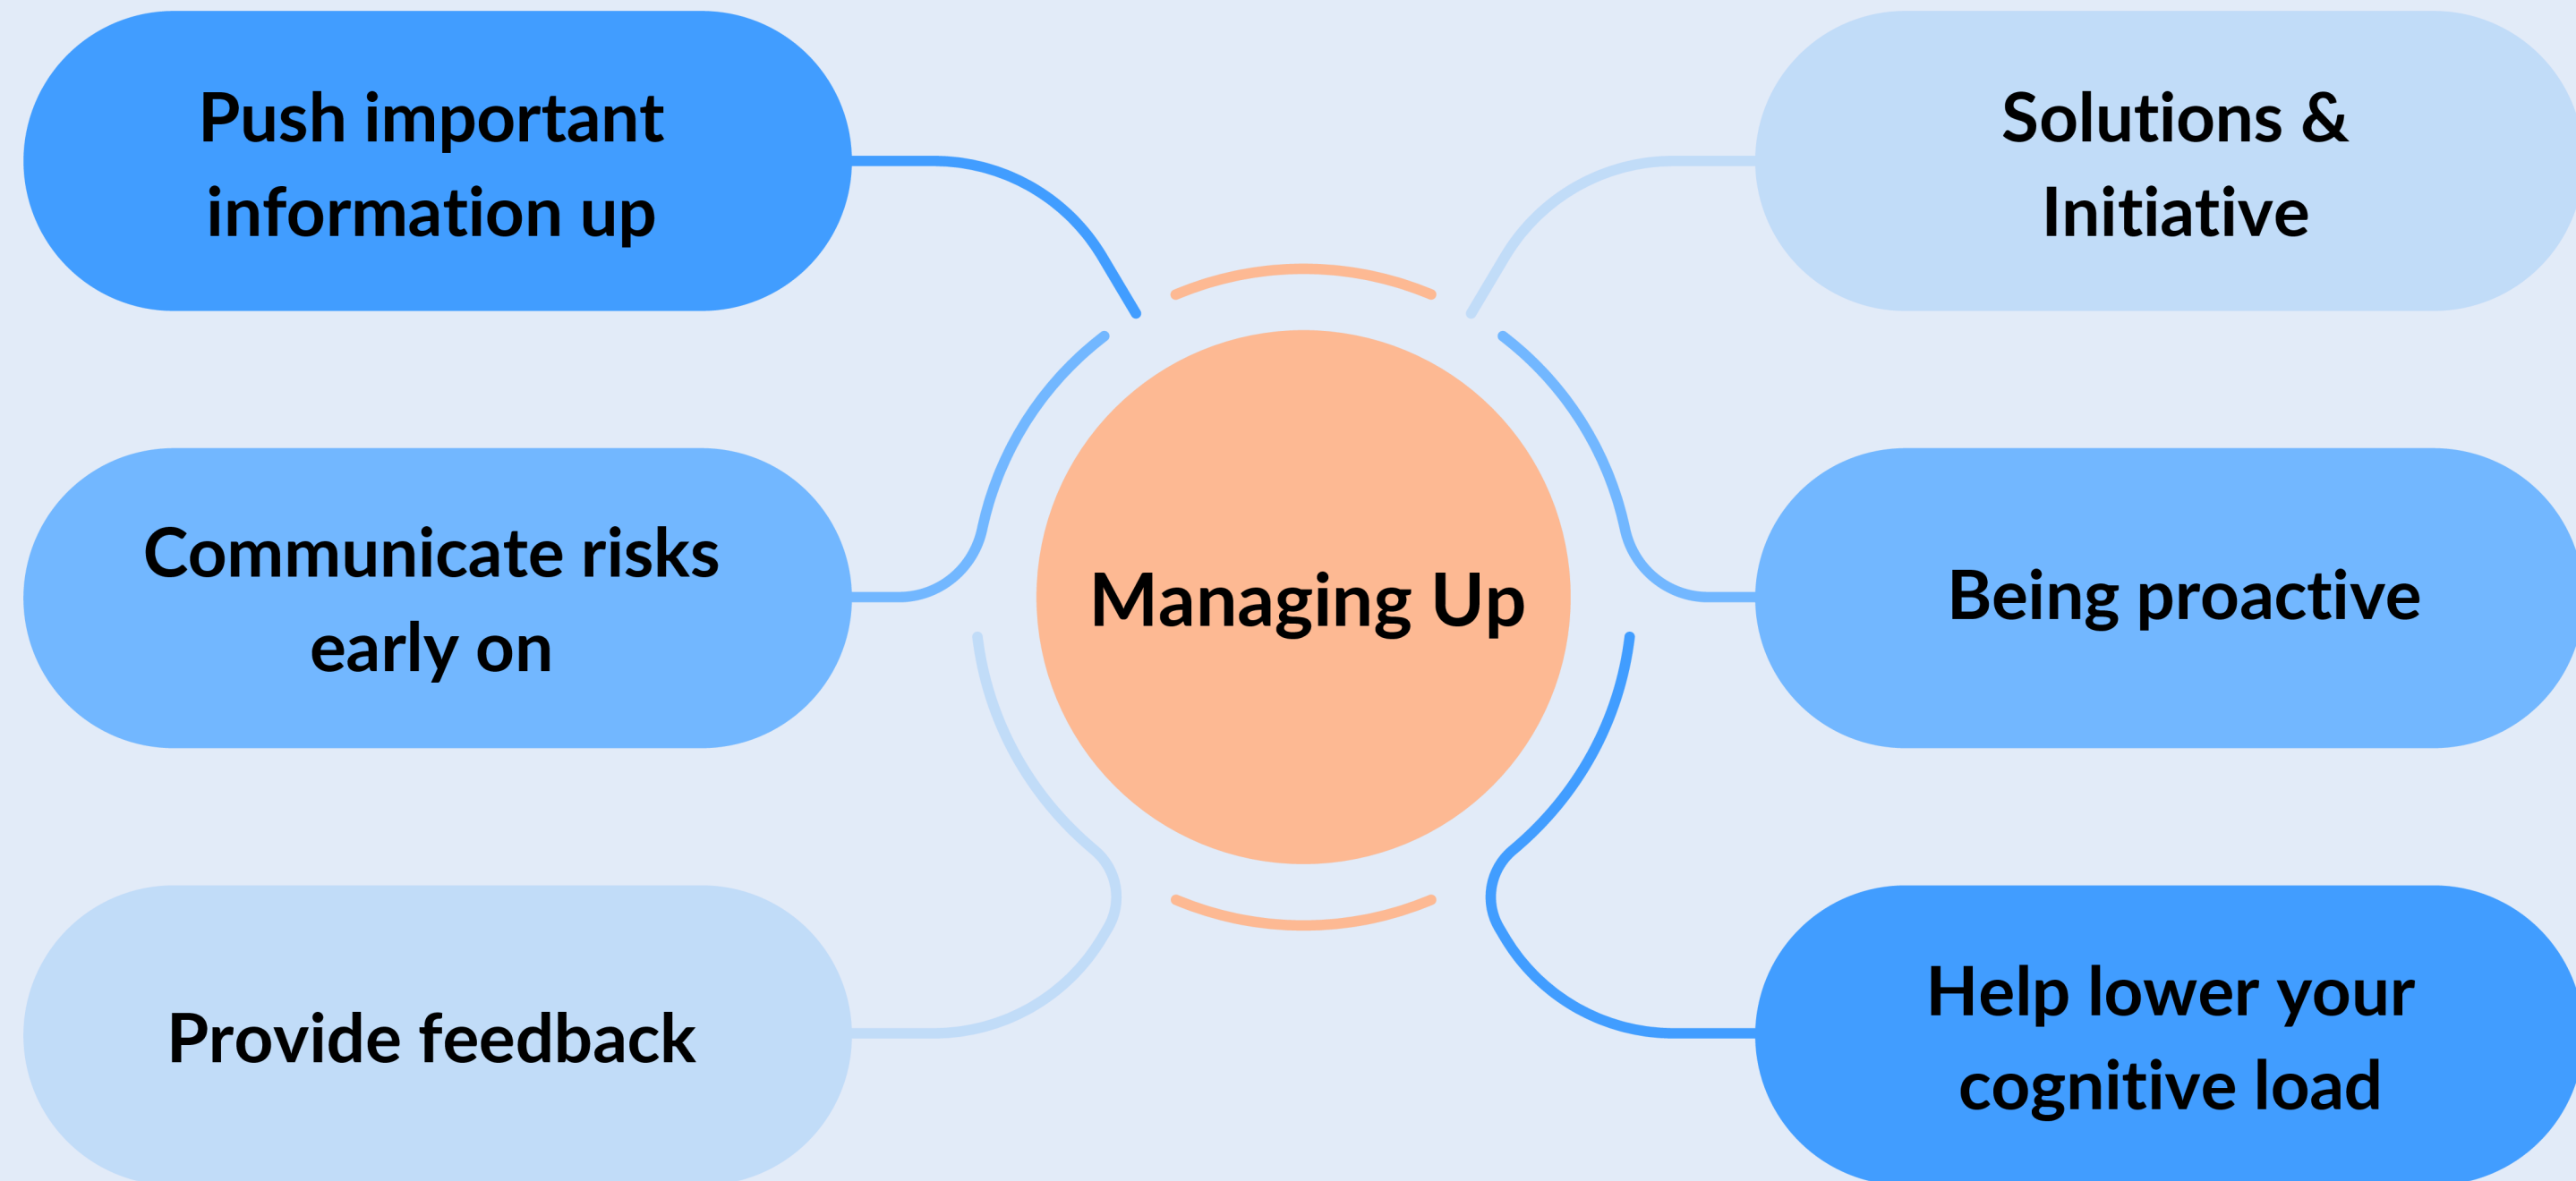 Push important
information up
Communicate risks
early on
Provide feedback
Managing Up
Solutions &
Initiative
Being proactive
Help lower your
cognitive load